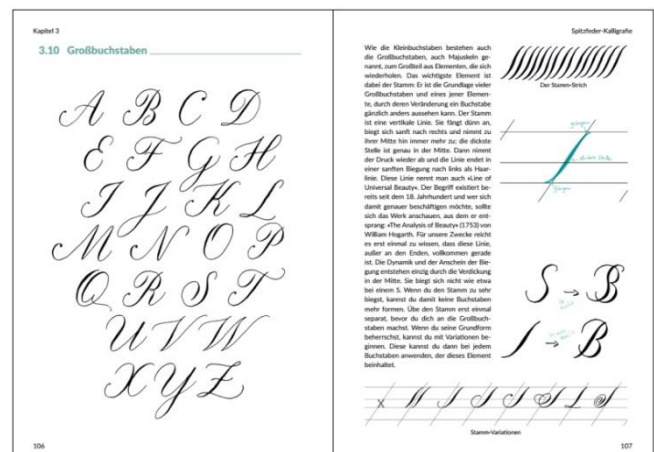 Kapitel 3
3.10 Großbuchstaben
A B C D
E F G H
I J K L
M N O P
Q R S T
U V W
X Y Z
106
Spitzfeder-Kalligrafie
Wie die Kleinbuchstaben bestehen auch
die Großbuchstaben, auch Majuskeln ge-
nannt, zum Großteil aus Elementen, die sich
wiederholen. Das wichtigste Element ist
dabei der Stamm: Er ist die Grundlage vieler
Großbuchstaben und eines jener Elemen-
te, durch deren Veränderung ein Buchstabe
gänzlich anders aussehen kann. Der Stamm
ist eine vertikale Linie. Sie fängt dünn an,
biegt sich sanft nach rechts und nimmt zu
ihrer Mitte hin immer mehr zu; die dickste
Stelle ist genau in der Mitte. Dann nimmt
der Druck wieder ab und die Linie endet in
einer sanften Biegung nach links als Haar-
linie. Diese Linie nennt man auch »Line of
Universal Beauty«. Der Begriff existiert be-
reits seit dem 18. Jahrhundert und wer sich
damit genauer beschäftigen möchte, sollte
sich das Werk anschauen, aus dem er ent-
sprang: »The Analysis of Beauty« (1753) von
William Hogarth. Für unsere Zwecke reicht
es erst einmal zu wissen, dass diese Linie,
außer an den Enden, vollkommen gerade
ist. Die Dynamik und der Anschein der Bie-
gung entstehen einzig durch die Verdickung
in der Mitte. Sie biegt sich nicht wie etwa
bei einem S. Wenn du den Stamm zu sehr
biegst, kannst du damit keine Buchstaben
mehr formen. Übe den Stamm erst einmal
separat, bevor du dich an die Großbuch-
staben machst. Wenn du seine Grundform
beherrschst, kannst du mit Variationen be-
ginnen. Diese kannst du dann bei jedem
Buchstaben anwenden, der dieses Element
beinhaltet.
Der Stamm-Strich
dickste Stelle
S → B
→ B
x
Stamm-Variationen
107